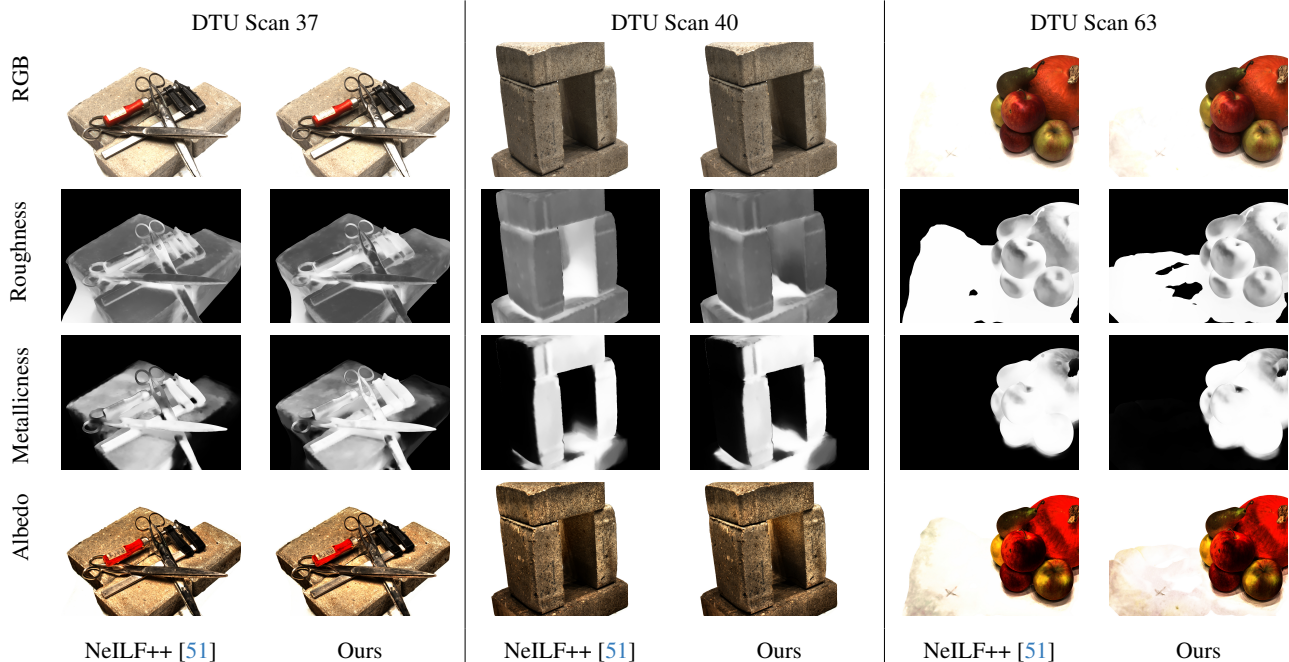 DTU Scan 37 DTU Scan 40 DTU Scan 63
RGB
Roughness
Metallicness
Albedo
NeILF++ [51] Ours NeILF++ [51] Ours NeILF++ [51] Ours